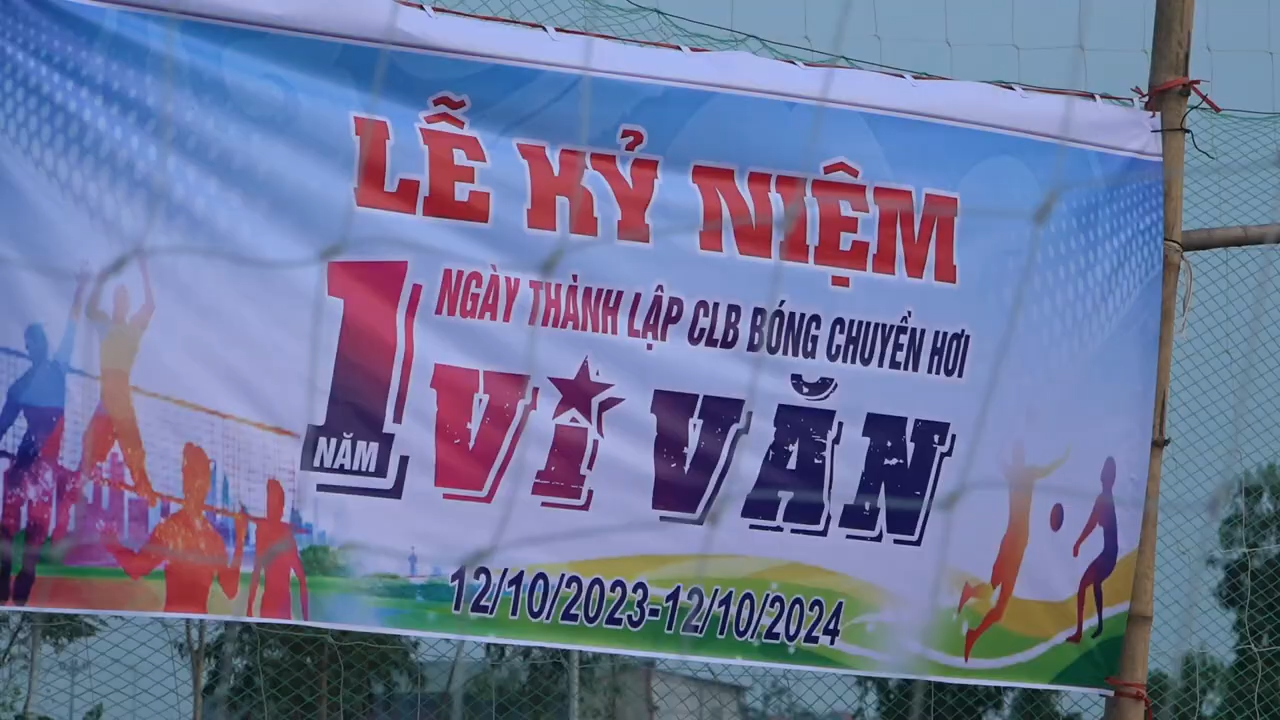 LỄ KỶ NIỆM
1 NĂM
NGÀY THÀNH LẬP CLB BÓNG CHUYỀN HƠI
VI VĂN
12/10/2023-12/10/2024